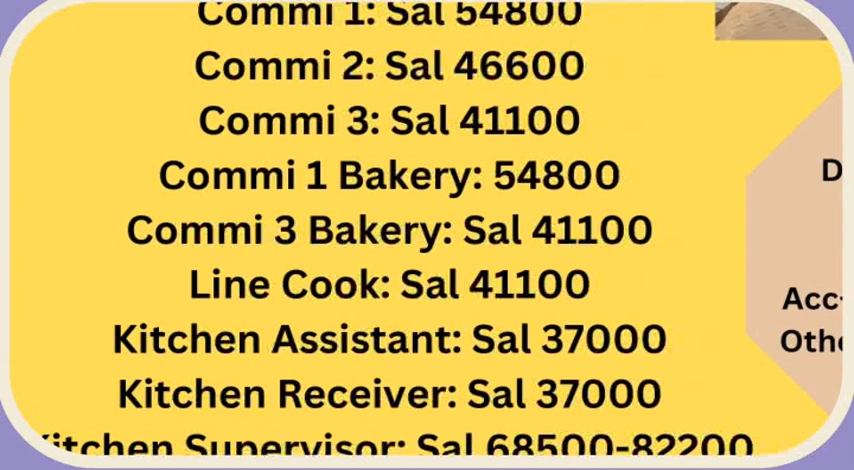 Commi 1: Sal 54800
Commi 2: Sal 46600
Commi 3: Sal 41100
Commi 1 Bakery: 54800
Commi 3 Bakery: Sal 41100
Line Cook: Sal 41100
Kitchen Assistant: Sal 37000
Kitchen Receiver: Sal 37000
Kitchen Supervisor: Sal 68500-82200